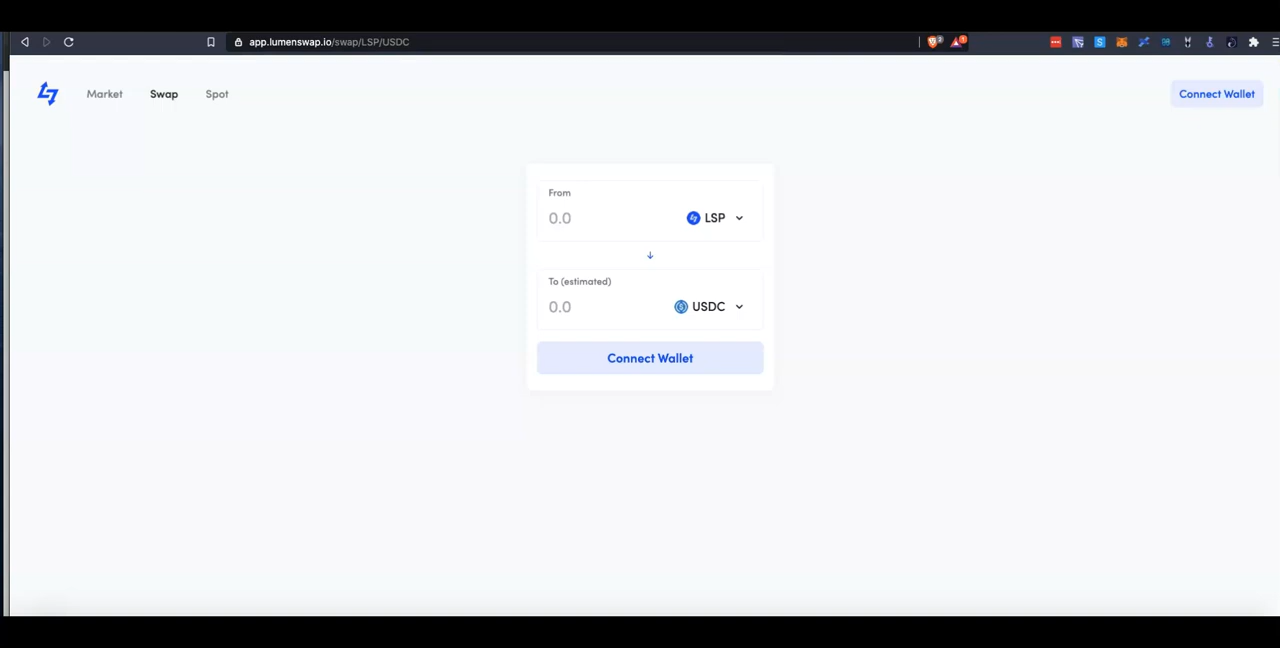 app.lumenswap.io/swap/LSP/USDC
Market Swap Spot Connect Wallet
From
0.0 LSP
To (estimated)
0.0 USDC
Connect Wallet